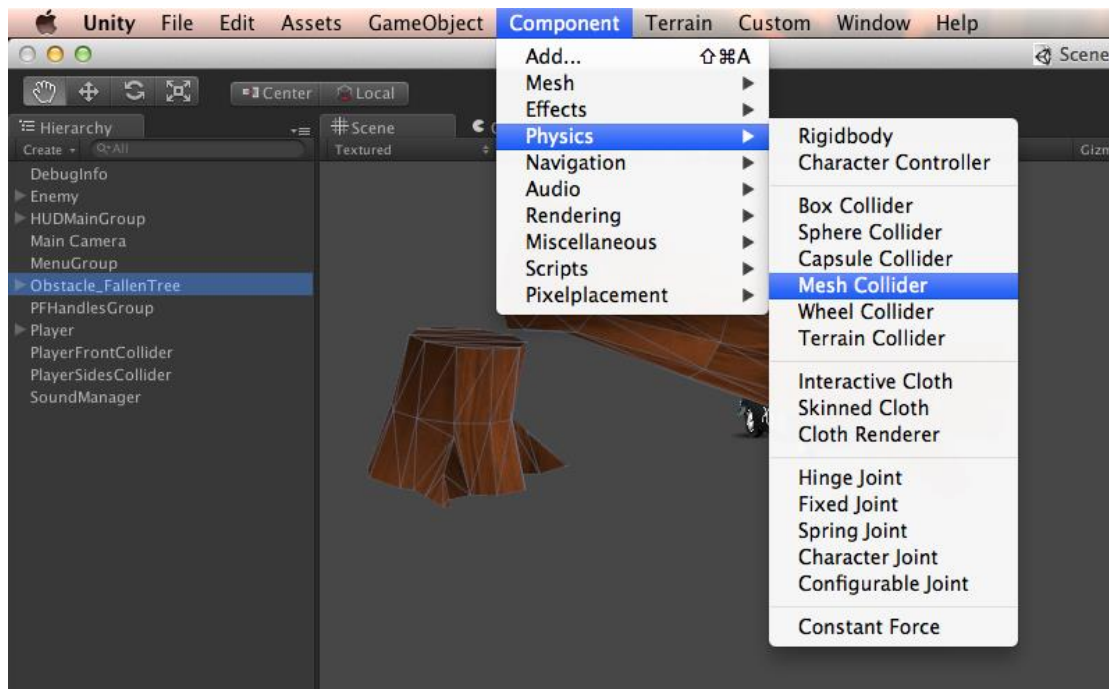 Unity File Edit Assets GameObject Component Terrain Custom Window Help
Scene
Center Local
Hierarchy
Create All
DebugInfo
Enemy
HUDMainGroup
Main Camera
MenuGroup
Obstacle_FallenTree
PFHandlesGroup
Player
PlayerFrontCollider
PlayerSidesCollider
SoundManager
Scene
Textured
Add... ⇧⌘A
Mesh
Effects
Physics
Navigation
Audio
Rendering
Miscellaneous
Scripts
Pixelplacement
Rigidbody
Character Controller
Box Collider
Sphere Collider
Capsule Collider
Mesh Collider
Wheel Collider
Terrain Collider
Interactive Cloth
Skinned Cloth
Cloth Renderer
Hinge Joint
Fixed Joint
Spring Joint
Character Joint
Configurable Joint
Constant Force